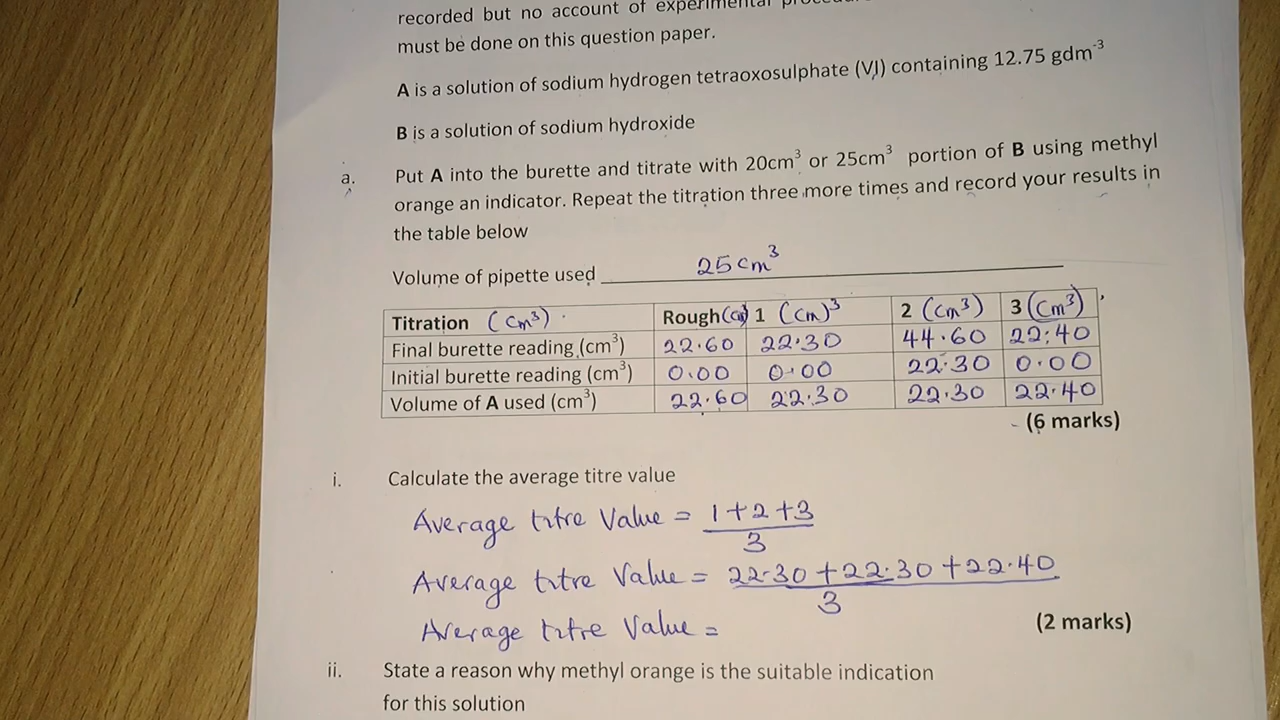 recorded but no account of experimental
must be done on this question paper.
A is a solution of sodium hydrogen tetraoxosulphate (VI) containing 12.75 gdm⁻³
B is a solution of sodium hydroxide
a. Put A into the burette and titrate with 20cm³ or 25cm³ portion of B using methyl
orange an indicator. Repeat the titration three more times and record your results in
the table below
Volume of pipette used 25cm³
Titration (cm³) Rough 1 (cm)³ 2 (cm³) 3 (cm³)
Final burette reading (cm³) 22.60 22.30 44.60 22.40
Initial burette reading (cm³) 0.00 0.00 22.30 0.00
Volume of A used (cm³) 22.60 22.30 22.30 22.40
(6 marks)
i. Calculate the average titre value
Average titre Value = 1+2+3
3
Average titre Value = 22.30 + 22.30 + 22.40
3
Average titre Value =
(2 marks)
ii. State a reason why methyl orange is the suitable indication
for this solution